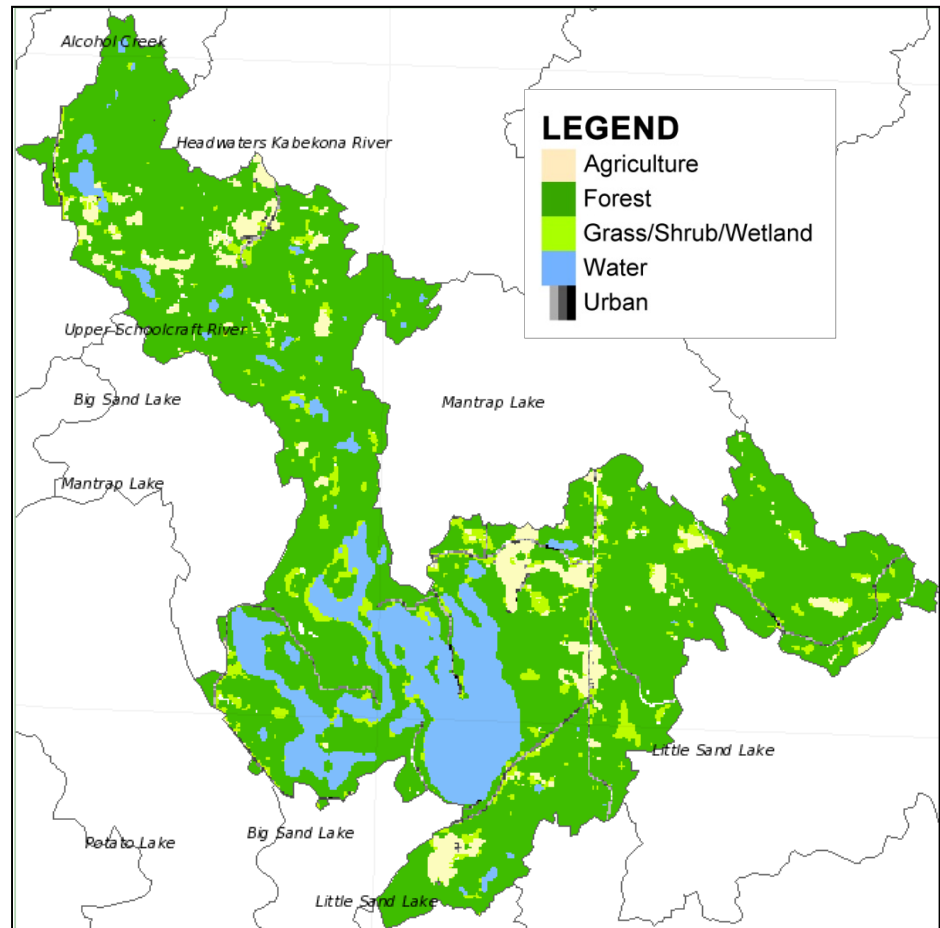 Alcohol Creek
Headwaters Kabekona River
LEGEND
Agriculture
Forest
Grass/Shrub/Wetland
Water
Urban
Upper Schoolcraft River
Big Sand Lake
Mantrap Lake
Mantrap Lake
Little Sand Lake
Big Sand Lake
Potato Lake
Little Sand Lake